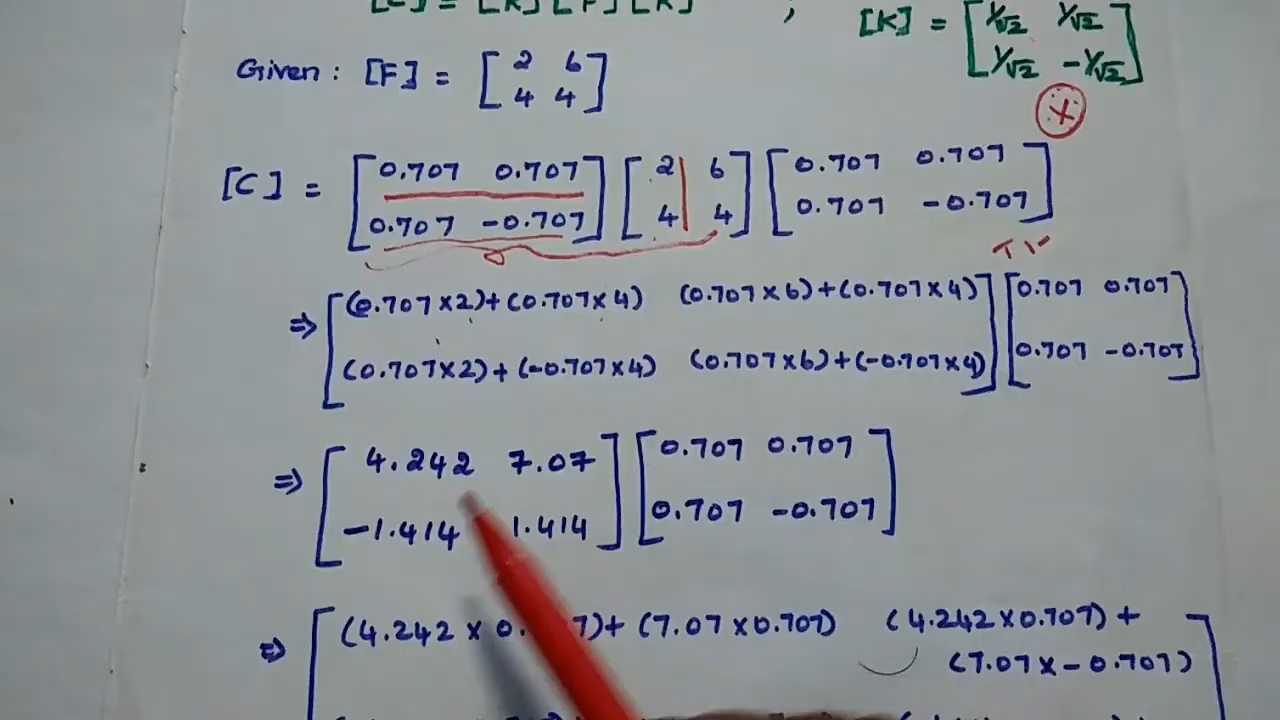 [C] = [K] [F] [K] ; [K] = [1/√2 1/√2
1/√2 -1/√2]
Given : [F] = [2 6
4 4]
[C] = [0.707 0.707
0.707 -0.707] [2 6
4 4] [0.707 0.707
0.707 -0.707]
⇒ [(0.707×2)+(0.707×4) (0.707×6)+(0.707×4)
(0.707×2)+(-0.707×4) (0.707×6)+(-0.707×4)] [0.707 0.707
0.707 -0.707]
⇒ [4.242 7.07
-1.414 1.414] [0.707 0.707
0.707 -0.707]
⇒ [(4.242 × 0. 7)+ (7.07×0.707) (4.242×0.707)+
(7.07×-0.707)]